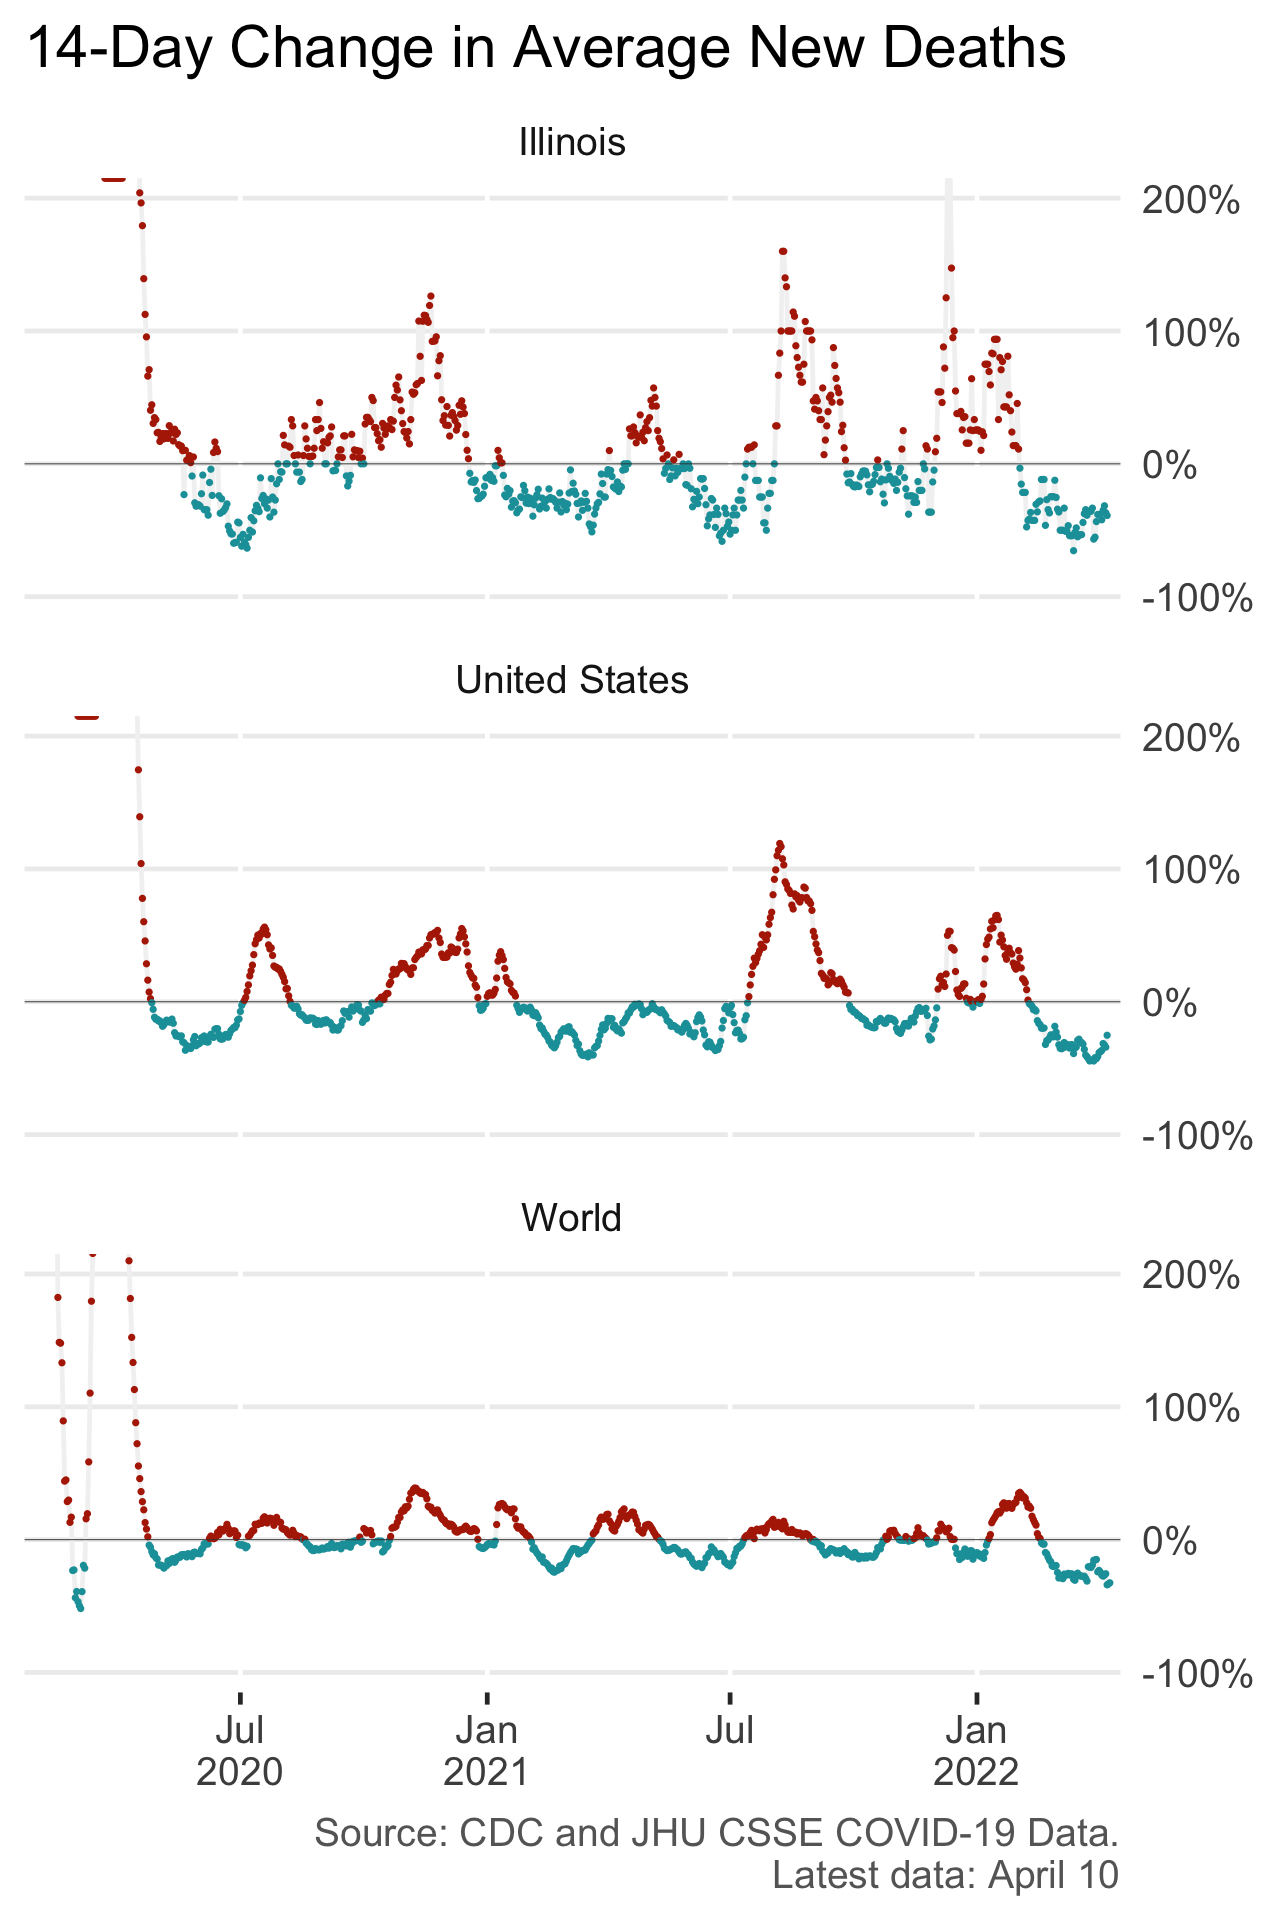 14-Day Change in Average New Deaths
Illinois
200%
100%
0%
-100%
United States
200%
100%
0%
-100%
World
200%
100%
0%
-100%
Jul Jan Jul Jan
2020 2021 2022
Source: CDC and JHU CSSE COVID-19 Data.
Latest data: April 10